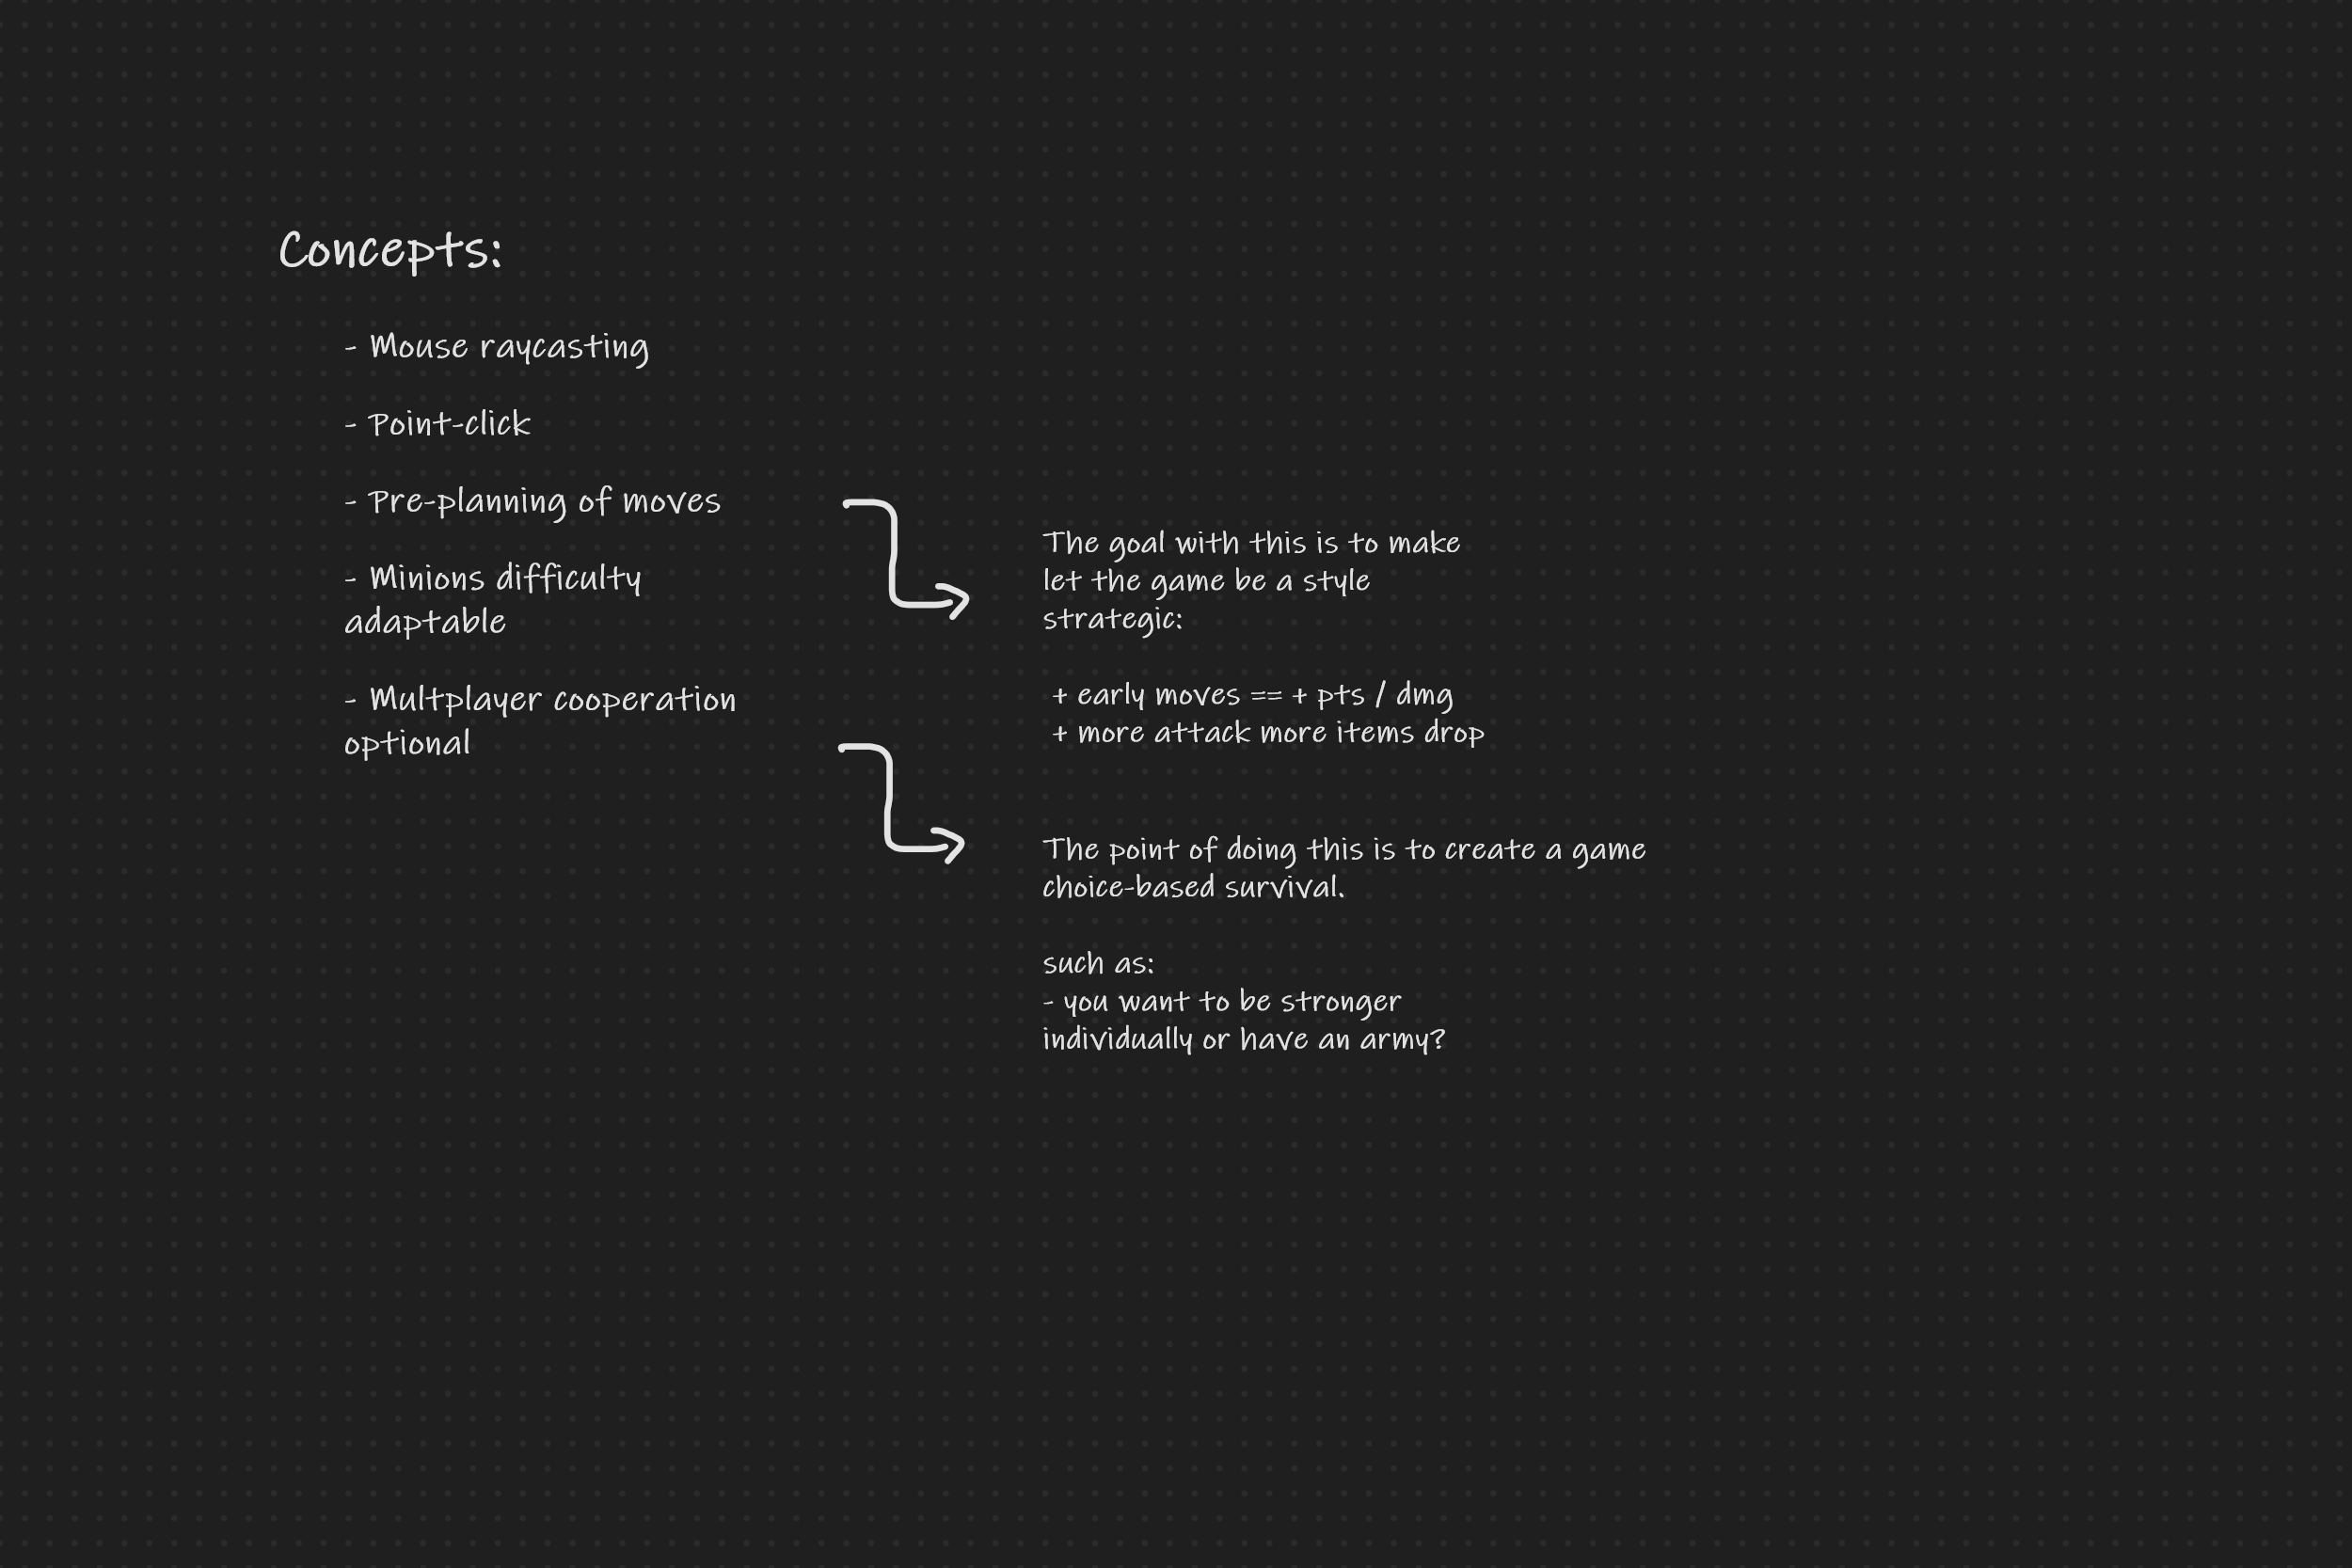 Concepts:
- Mouse raycasting
- Point-click
- Pre-planning of moves
- Minions difficulty
adaptable
- Multplayer cooperation
optional
The goal with this is to make
let the game be a style
strategic:
+ early moves == + pts / dmg
+ more attack more items drop
The point of doing this is to create a game
choice-based survival.
such as:
- you want to be stronger
individually or have an army?